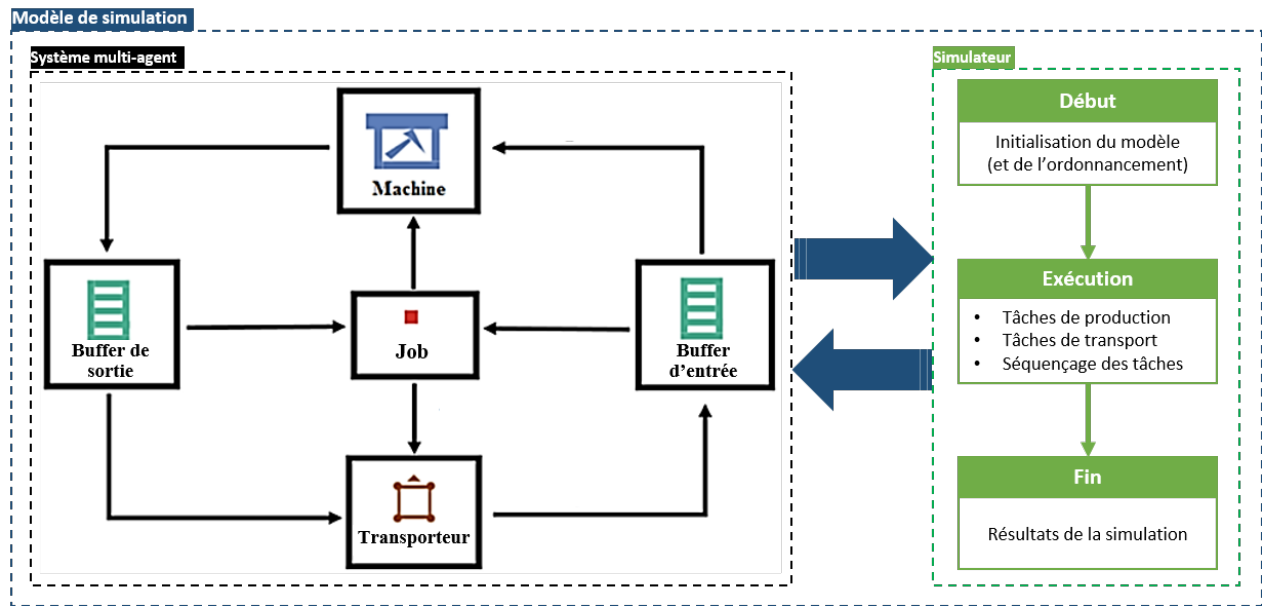 Modèle de simulation
Système multi-agent
Machine
Buffer de
sortie
Job
Buffer
d'entrée
Transporteur
Simulateur
Début
Initialisation du modèle
(et de l'ordonnancement)
Exécution
• Tâches de production
• Tâches de transport
• Séquençage des tâches
Fin
Résultats de la simulation